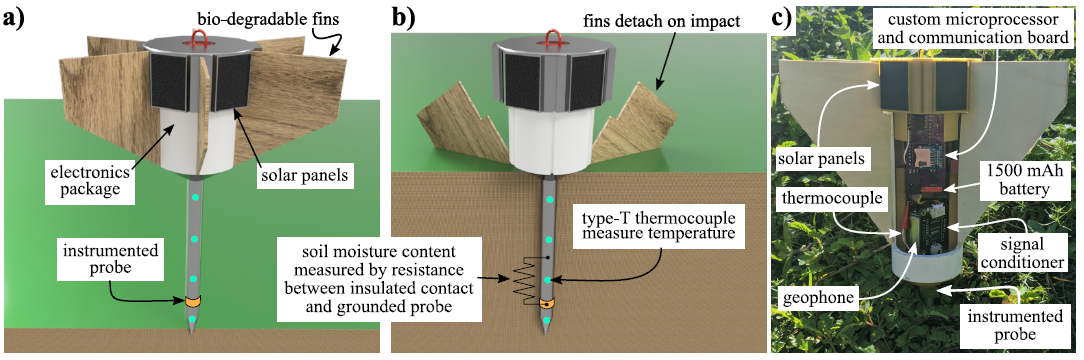 a)
bio-degradable fins
electronics
package
solar panels
instrumented
probe
b)
fins detach on impact
type-T thermocouple
measure temperature
soil moisture content
measured by resistance
between insulated contact
and grounded probe
c)
custom microprocessor
and communication board
solar panels
1500 mAh
battery
thermocouple
signal
conditioner
geophone
instrumented
probe